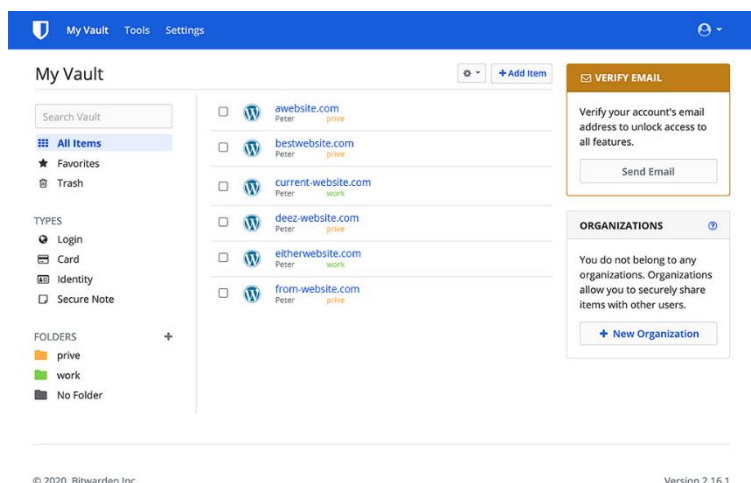 My Vault Tools Settings
My Vault
+ Add Item
Search Vault
All Items
Favorites
Trash
TYPES
Login
Card
Identity
Secure Note
FOLDERS +
prive
work
No Folder
awebsite.com
Peter prive
bestwebsite.com
Peter prive
current-website.com
Peter work
deez-website.com
Peter prive
eitherwebsite.com
Peter work
from-website.com
Peter prive
VERIFY EMAIL
Verify your account's email
address to unlock access to
all features.
Send Email
ORGANIZATIONS
You do not belong to any
organizations. Organizations
allow you to securely share
items with other users.
+ New Organization
© 2020, Bitwarden Inc.
Version 2.16.1